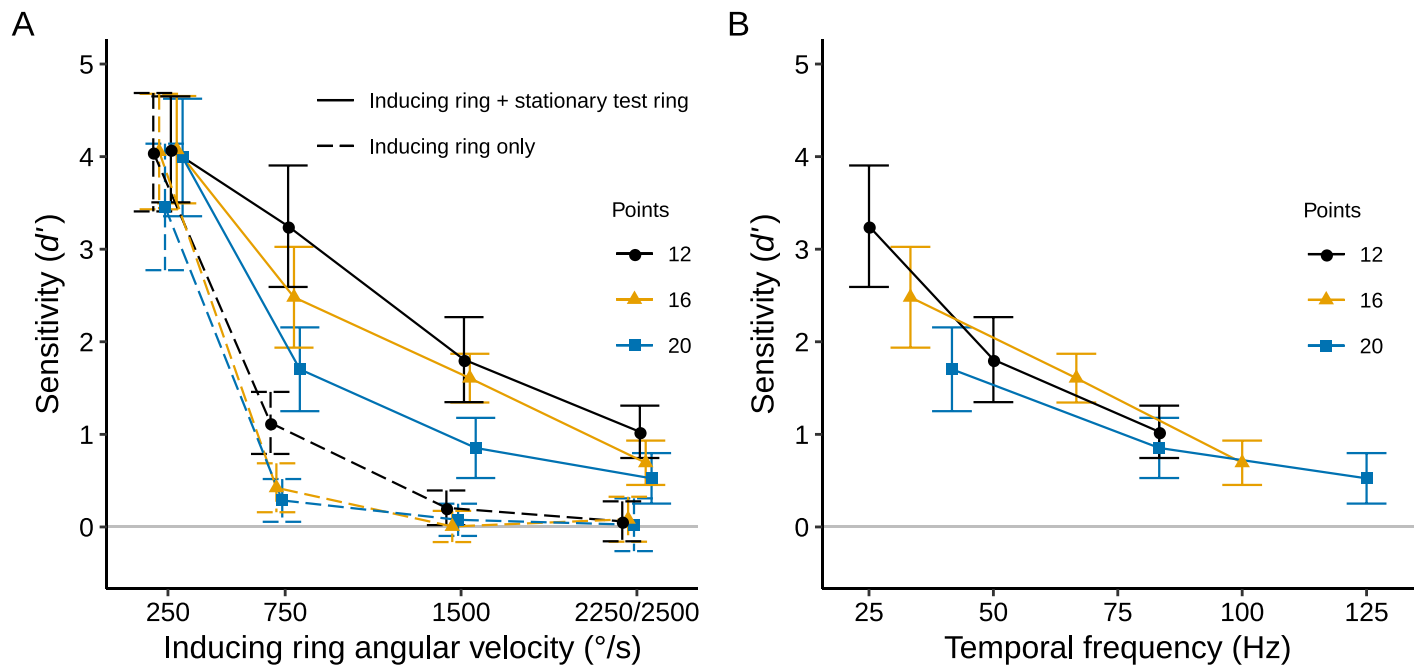 A
Sensitivity (d′)
5
4
3
2
1
0
Inducing ring + stationary test ring
Inducing ring only
Points
12
16
20
250 750 1500 2250/2500
Inducing ring angular velocity (°/s)
B
Sensitivity (d′)
5
4
3
2
1
0
Points
12
16
20
25 50 75 100 125
Temporal frequency (Hz)